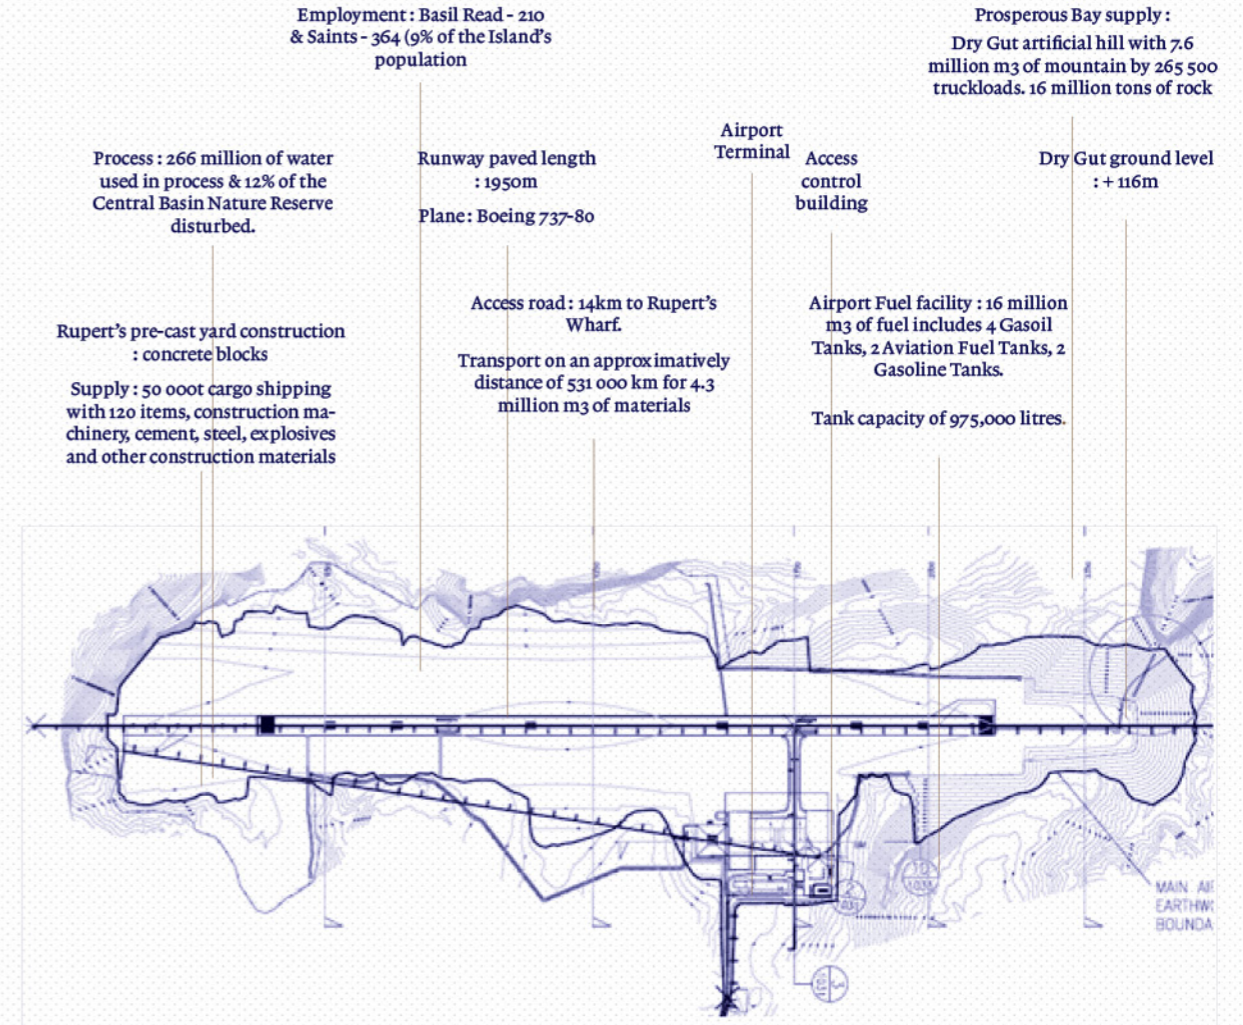 Employment : Basil Read - 210
& Saints - 364 (9% of the Island's
population
Prosperous Bay supply :
Dry Gut artificial hill with 7.6
million m3 of mountain by 265 500
truckloads. 16 million tons of rock
Airport
Terminal
Process : 266 million of water
used in process & 12% of the
Central Basin Nature Reserve
disturbed.
Runway paved length
: 1950m
Plane : Boeing 737-80
Access
control
building
Dry Gut ground level
: + 116m
Rupert's pre-cast yard construction
: concrete blocks
Supply : 50 000t cargo shipping
with 120 items, construction ma-
chinery, cement, steel, explosives
and other construction materials
Access road : 14km to Rupert's
Wharf.
Transport on an approximatively
distance of 531 000 km for 4.3
million m3 of materials
Airport Fuel facility : 16 million
m3 of fuel includes 4 Gasoil
Tanks, 2 Aviation Fuel Tanks, 2
Gasoline Tanks.
Tank capacity of 975,000 litres.
MAIN AI
EARTHW
BOUNDA